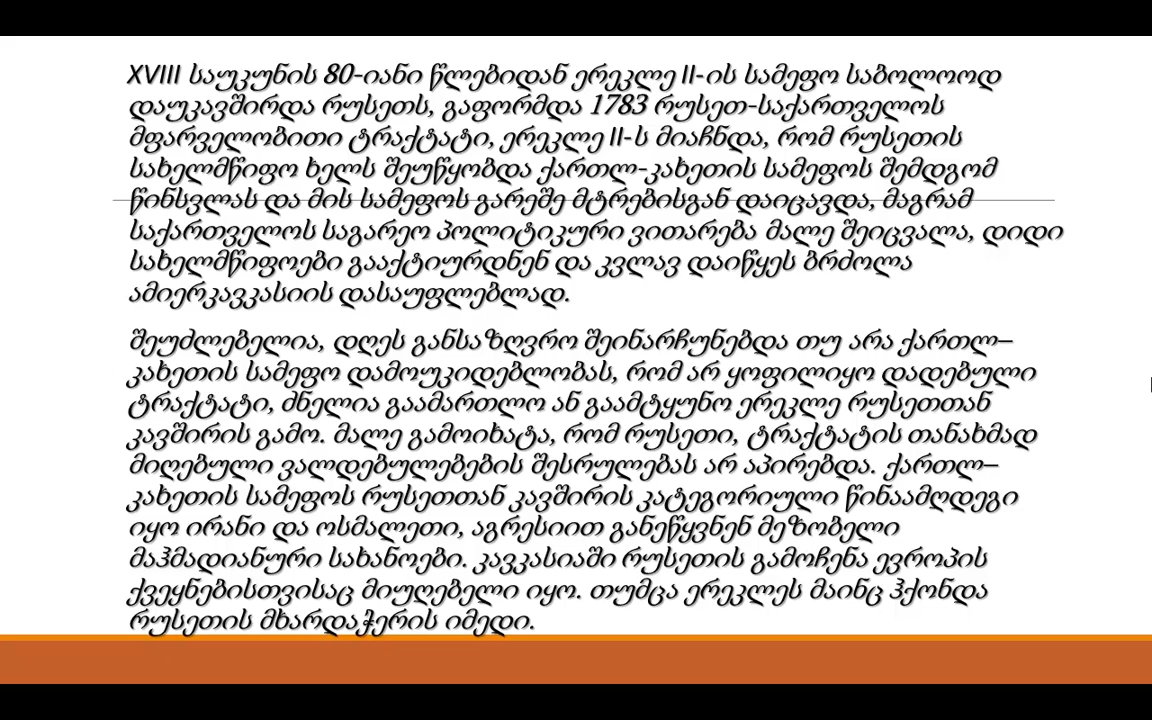 XVIII საუკუნის 80-იანი წლებიდან ერეკლე II-ის სამეფო საბოლოოდ
დაუკავშირდა რუსეთს, გაფორმდა 1783 რუსეთ-საქართველოს
მფარველობითი ტრაქტატი, ერეკლე II-ს მიაჩნდა, რომ რუსეთის
სახელმწიფო ხელს შეუწყობდა ქართლ-კახეთის სამეფოს შემდგომ
წინსვლას და მის სამეფოს გარეშე მტრებისგან დაიცავდა, მაგრამ
საქართველოს საგარეო პოლიტიკური ვითარება მალე შეიცვალა, დიდი
სახელმწიფოები გააქტიურდნენ და კვლავ დაიწყეს ბრძოლა
ამიერკავკასიის დასაუფლებლად.
შეუძლებელია, დღეს განსაზღვრო შეინარჩუნებდა თუ არა ქართლ–
კახეთის სამეფო დამოუკიდებლობას, რომ არ ყოფილიყო დადებული
ტრაქტატი, ძნელია გაამართლო ან გაამტყუნო ერეკლე რუსეთთან
კავშირის გამო. მალე გამოიხატა, რომ რუსეთი, ტრაქტატის თანახმად
მიღებული ვალდებულებების შესრულებას არ აპირებდა. ქართლ–
კახეთის სამეფოს რუსეთთან კავშირის კატეგორიული წინაამღდეგი
იყო ირანი და ოსმალეთი, აგრესიით განეწყვნენ მეზობელი
მაჰმადიანური სახანოები. კავკასიაში რუსეთის გამოჩენა ევროპის
ქვეყნებისთვისაც მიუღებელი იყო. თუმცა ერეკლეს მაინც ჰქონდა
რუსეთის მხარდაჭერის იმედი.